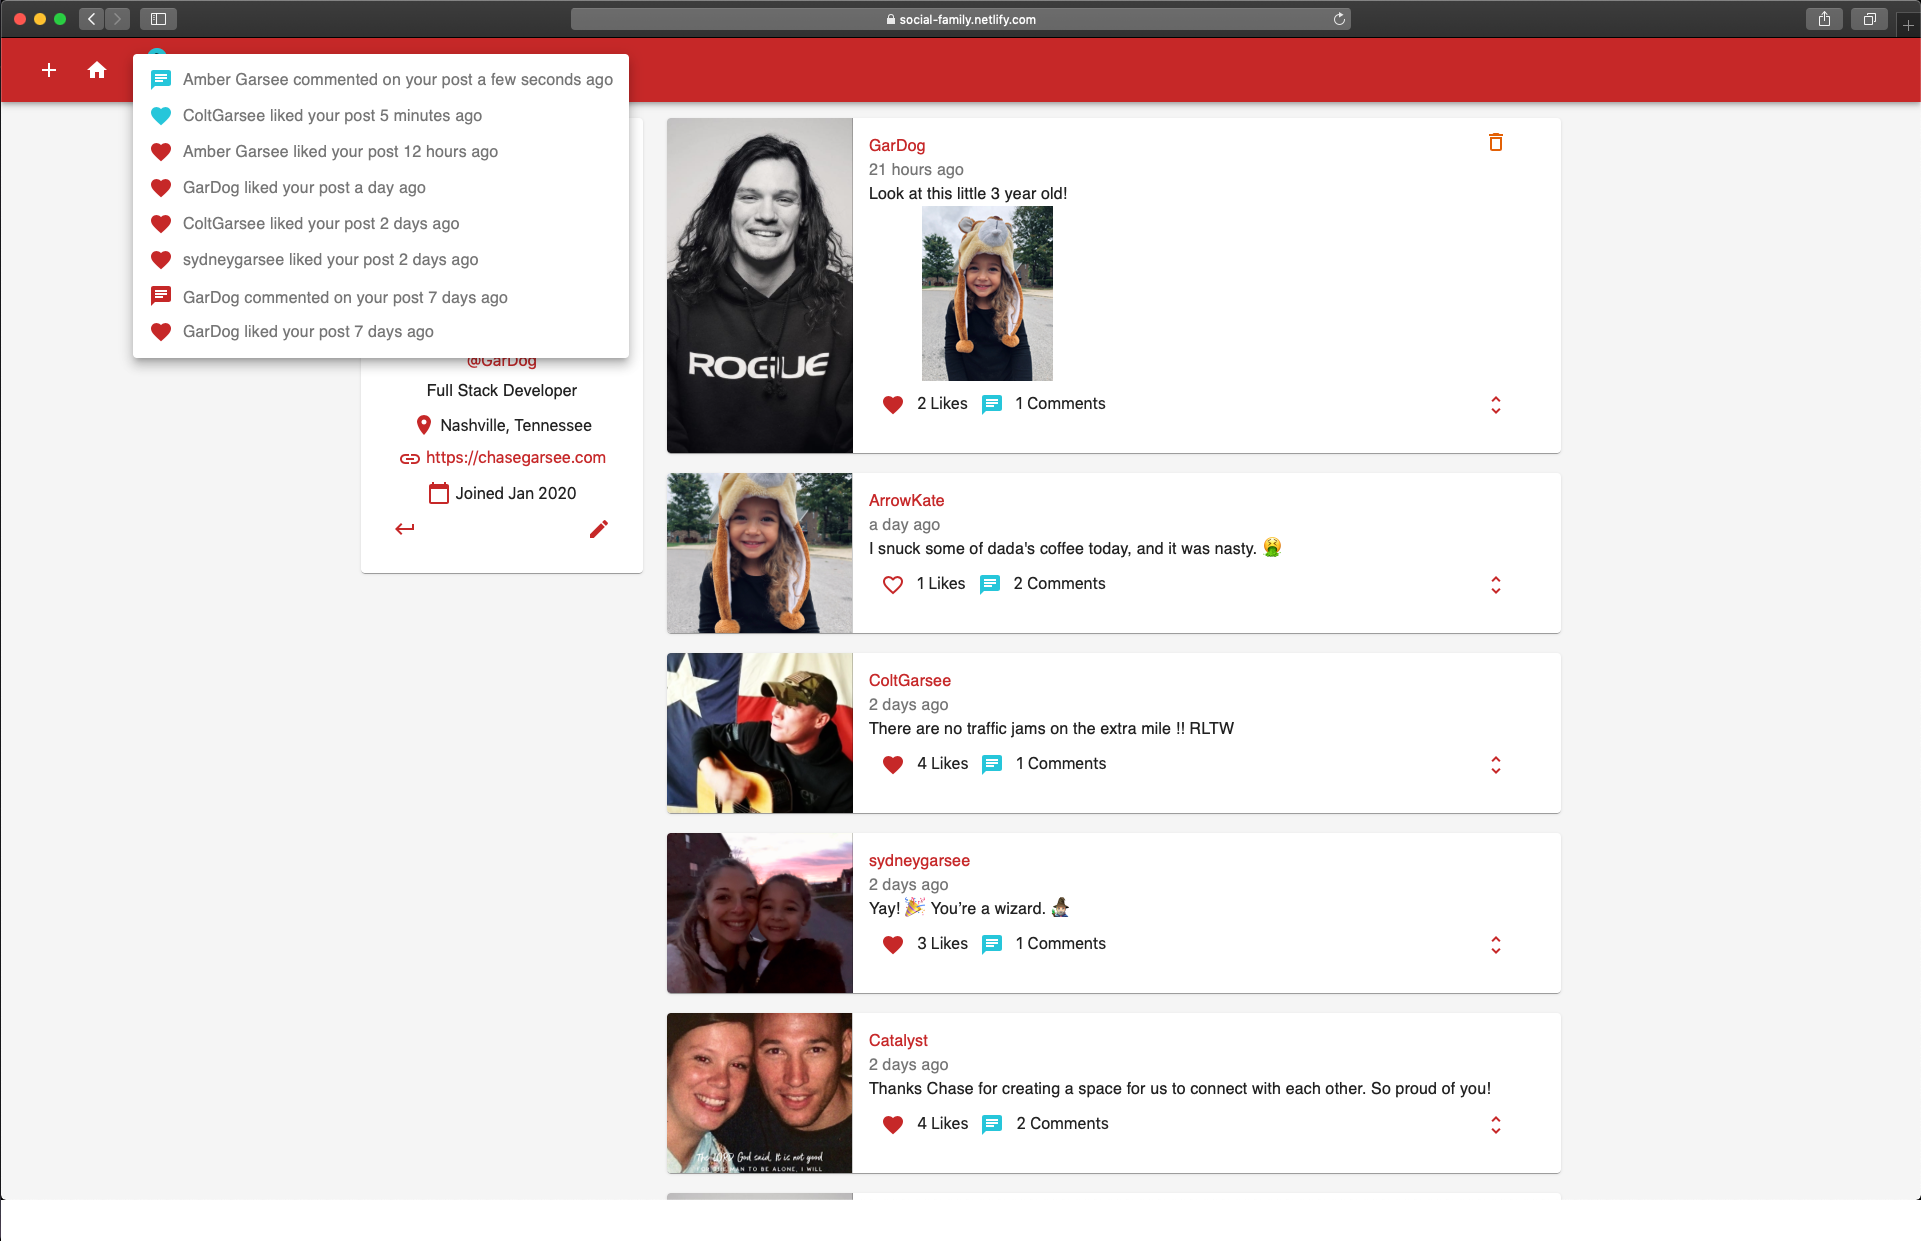 social-family.netlify.com
Amber Garsee commented on your post a few seconds ago
ColtGarsee liked your post 5 minutes ago
Amber Garsee liked your post 12 hours ago
GarDog liked your post a day ago
ColtGarsee liked your post 2 days ago
sydneygarsee liked your post 2 days ago
GarDog commented on your post 7 days ago
GarDog liked your post 7 days ago
@GarDog
Full Stack Developer
Nashville, Tennessee
https://chasegarsee.com
Joined Jan 2020
ROGUE
GarDog
21 hours ago
Look at this little 3 year old!
2 Likes 1 Comments
ArrowKate
a day ago
I snuck some of dada's coffee today, and it was nasty. 🤮
1 Likes 2 Comments
ColtGarsee
2 days ago
There are no traffic jams on the extra mile !! RLTW
4 Likes 1 Comments
sydneygarsee
2 days ago
Yay! 🎉 You’re a wizard. 🧙
3 Likes 1 Comments
The LORD God said, It is not good
FOR THE MAN TO BE ALONE, I WILL
Catalyst
2 days ago
Thanks Chase for creating a space for us to connect with each other. So proud of you!
4 Likes 2 Comments